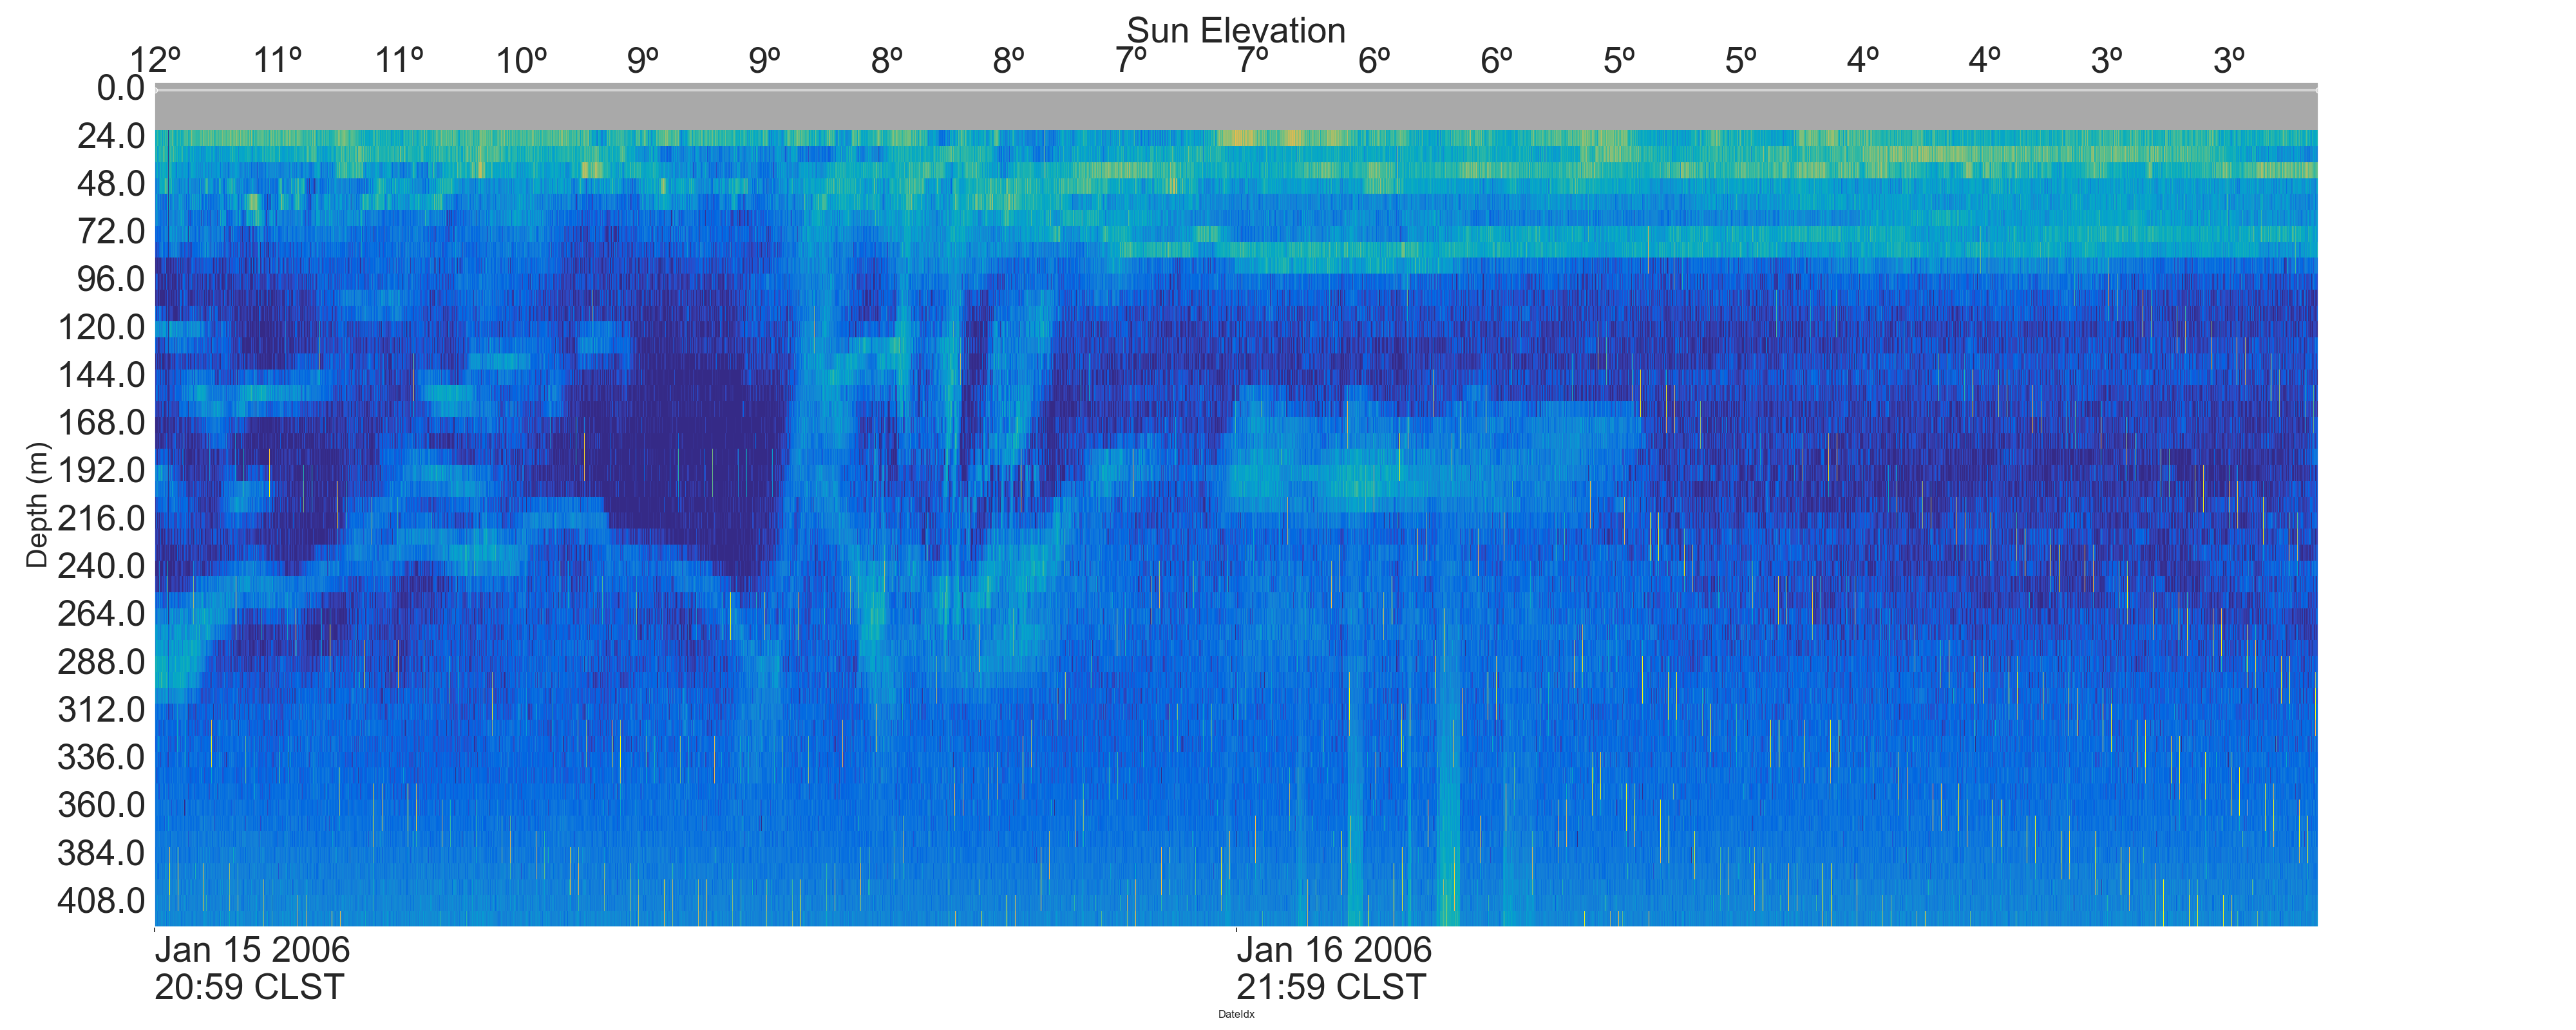 Sun Elevation
12º 11º 11º 10º 9º 9º 8º 8º 7º 7º 6º 6º 5º 5º 4º 4º 3º 3º
0.0
24.0
48.0
72.0
96.0
120.0
144.0
168.0
192.0
216.0
240.0
264.0
288.0
312.0
336.0
360.0
384.0
408.0
Depth (m)
Jan 15 2006
20:59 CLST
Jan 16 2006
21:59 CLST
DateIdx